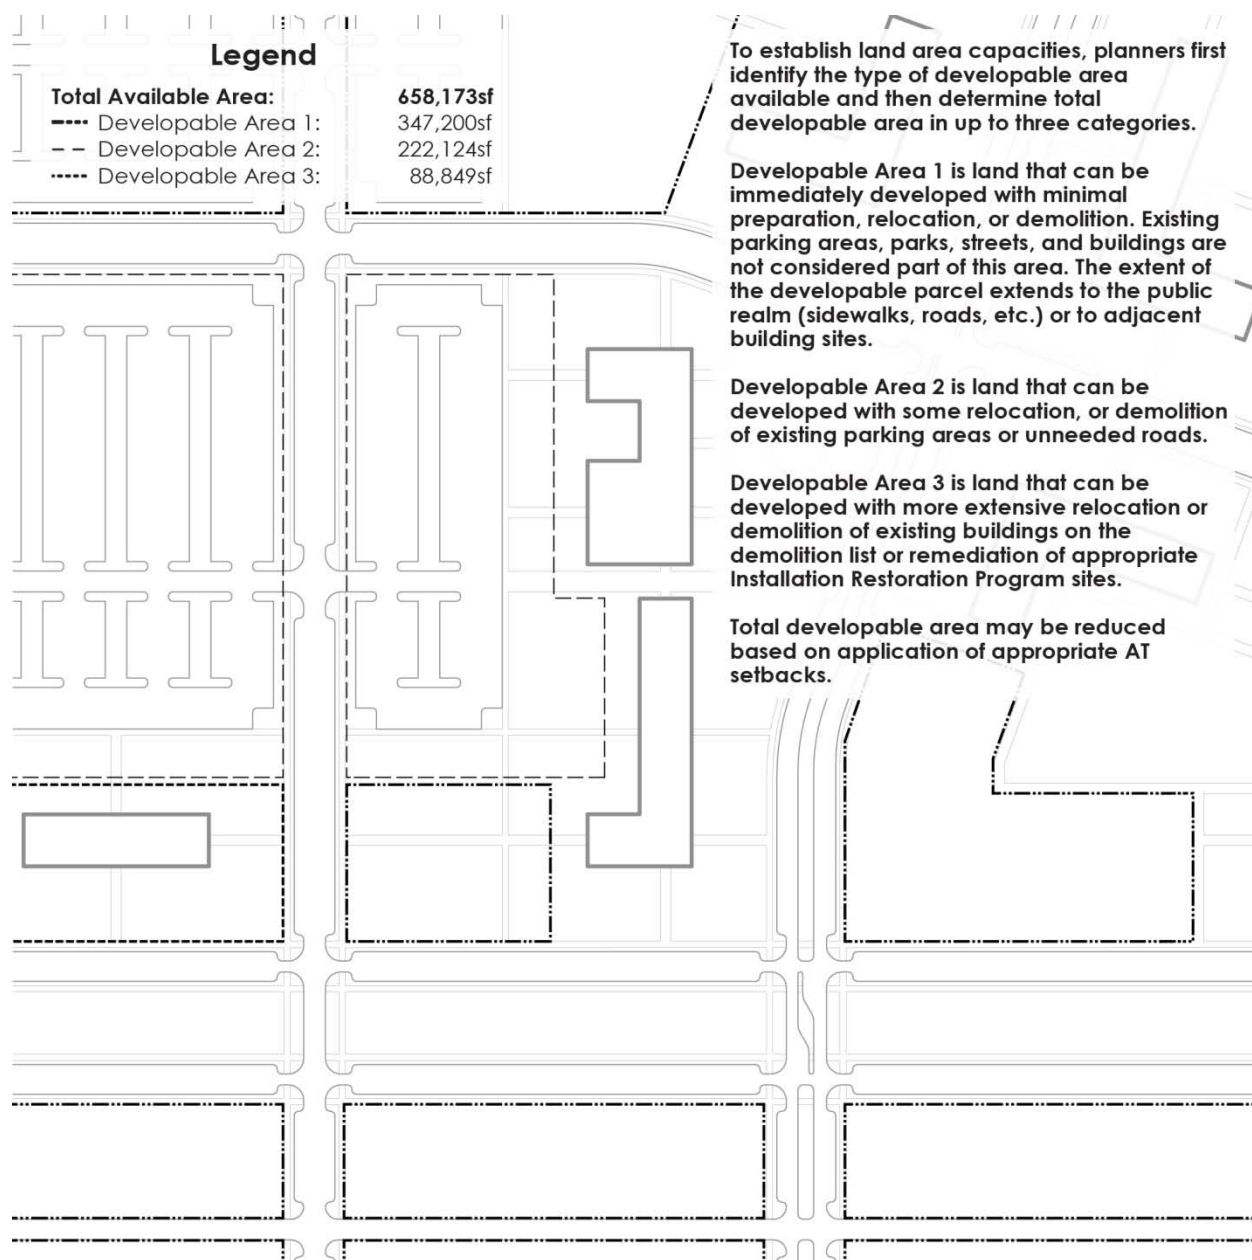 Legend
Total Available Area: 658,173sf
Developable Area 1: 347,200sf
Developable Area 2: 222,124sf
Developable Area 3: 88,849sf
To establish land area capacities, planners first
identify the type of developable area
available and then determine total
developable area in up to three categories.
Developable Area 1 is land that can be
immediately developed with minimal
preparation, relocation, or demolition. Existing
parking areas, parks, streets, and buildings are
not considered part of this area. The extent of
the developable parcel extends to the public
realm (sidewalks, roads, etc.) or to adjacent
building sites.
Developable Area 2 is land that can be
developed with some relocation, or demolition
of existing parking areas or unneeded roads.
Developable Area 3 is land that can be
developed with more extensive relocation or
demolition of existing buildings on the
demolition list or remediation of appropriate
Installation Restoration Program sites.
Total developable area may be reduced
based on application of appropriate AT
setbacks.